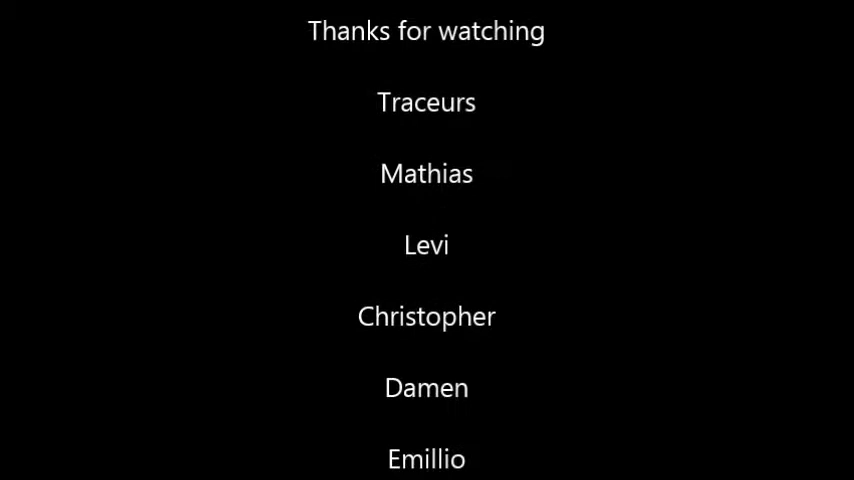 Thanks for watching
Traceurs
Mathias
Levi
Christopher
Damen
Emillio